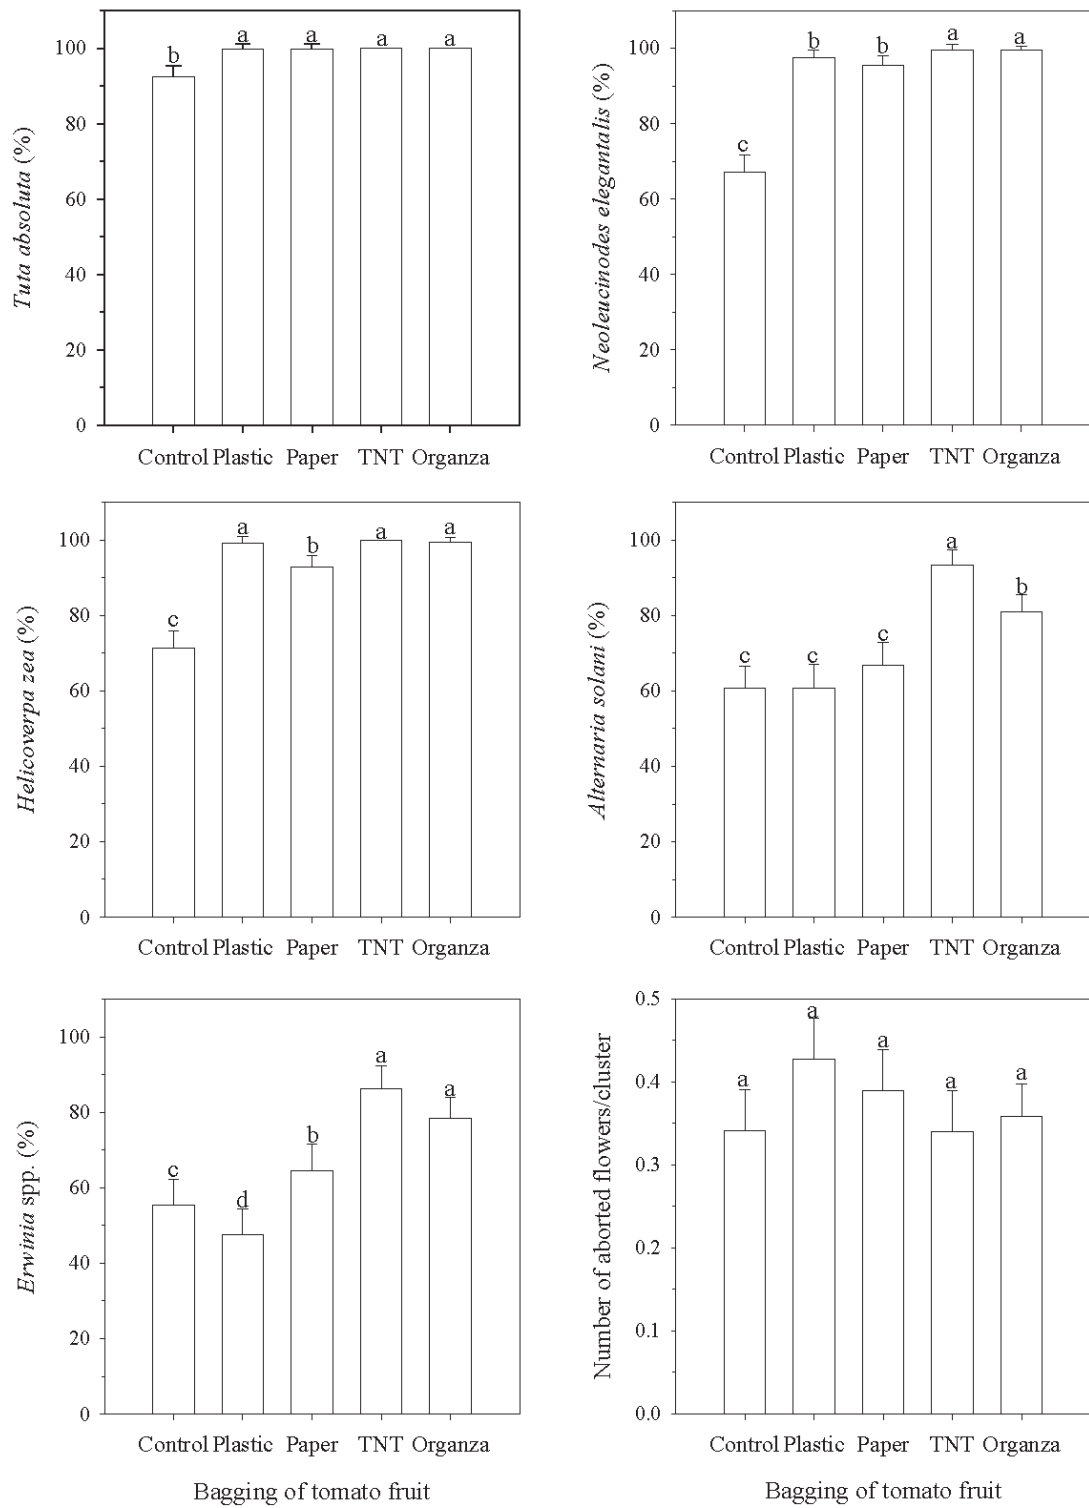 Tuta absoluta (%)
100
80
60
40
20
0
b
a
a
a
a
Control Plastic Paper TNT Organza
Neoleucinodes elegantalis (%)
100
80
60
40
20
0
c
b
b
a
a
Control Plastic Paper TNT Organza
Helicoverpa zea (%)
100
80
60
40
20
0
c
a
b
a
a
Control Plastic Paper TNT Organza
Alternaria solani (%)
100
80
60
40
20
0
c
c
c
a
b
Control Plastic Paper TNT Organza
Erwinia spp. (%)
100
80
60
40
20
0
c
d
b
a
a
Control Plastic Paper TNT Organza
Bagging of tomato fruit
Number of aborted flowers/cluster
0.5
0.4
0.3
0.2
0.1
0.0
a
a
a
a
a
Control Plastic Paper TNT Organza
Bagging of tomato fruit